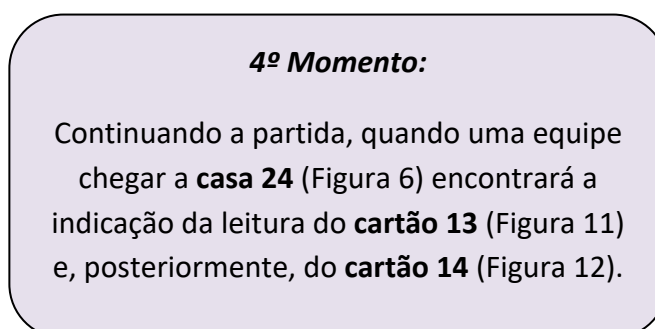 4º Momento:
Continuando a partida, quando uma equipe
chegar a casa 24 (Figura 6) encontrará a
indicação da leitura do cartão 13 (Figura 11)
e, posteriormente, do cartão 14 (Figura 12).